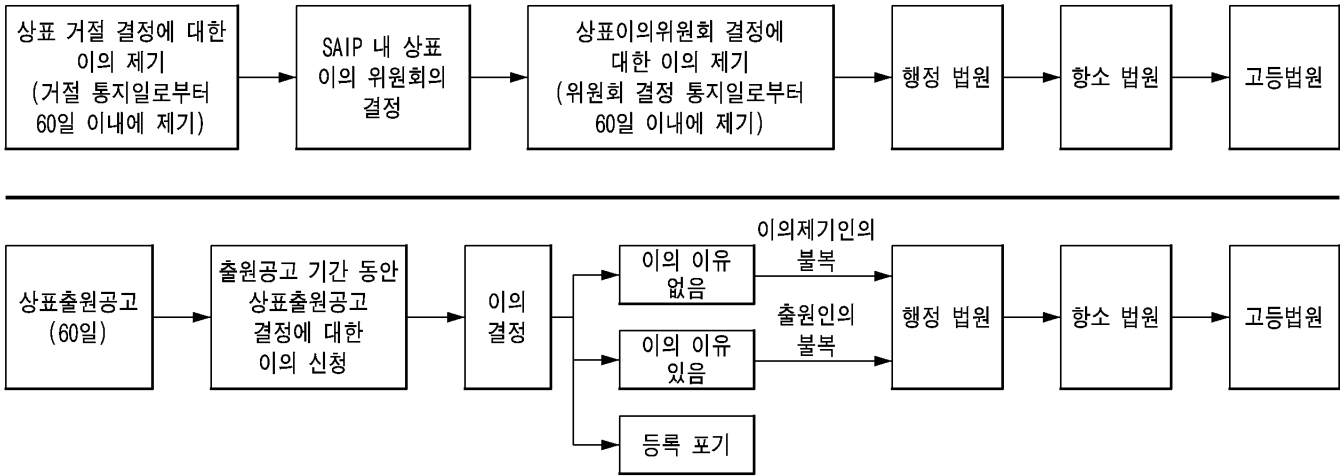 상표 거절 결정에 대한
이의 제기
(거절 통지일로부터
60일 이내에 제기)
SAIP 내 상표
이의 위원회의
결정
상표이의위원회 결정에
대한 이의 제기
(위원회 결정 통지일로부터
60일 이내에 제기)
행정 법원
항소 법원
고등법원
상표출원공고
(60일)
출원공고 기간 동안
상표출원공고
결정에 대한
이의 신청
이의
결정
이의 이유
없음
이의제기인의
불복
이의 이유
있음
출원인의
불복
등록 포기
행정 법원
항소 법원
고등법원